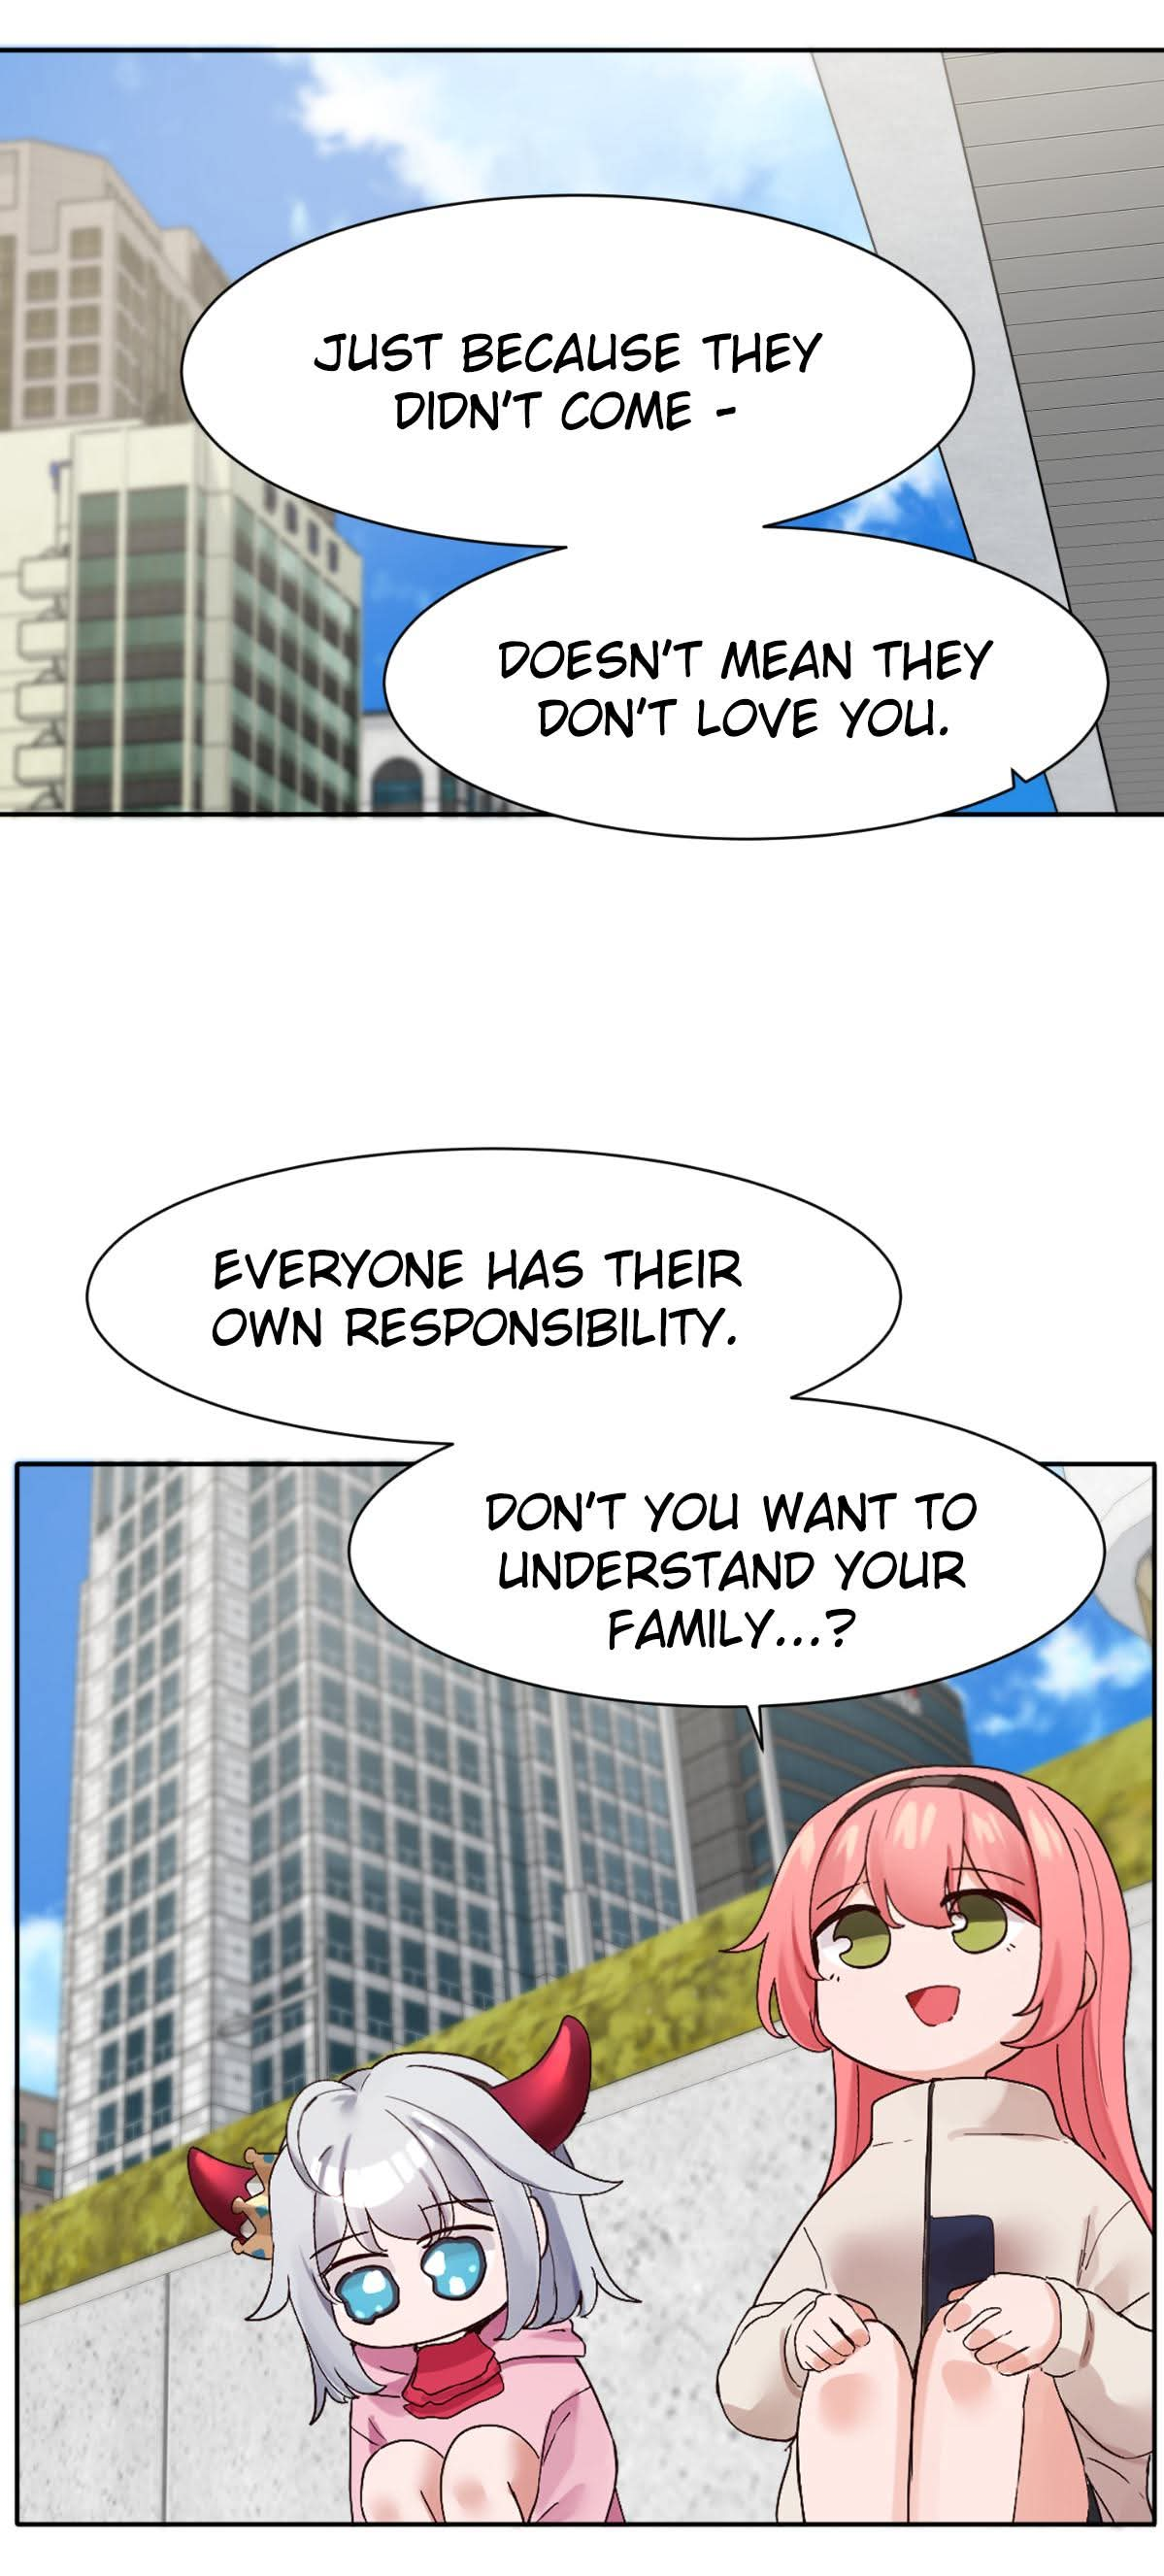 JUST BECAUSE THEY
DIDN'T COME -
DOESN'T MEAN THEY
DON'T LOVE YOU.
EVERYONE HAS THEIR
OWN RESPONSIBILITY.
DON'T YOU WANT TO
UNDERSTAND YOUR
FAMILY...?